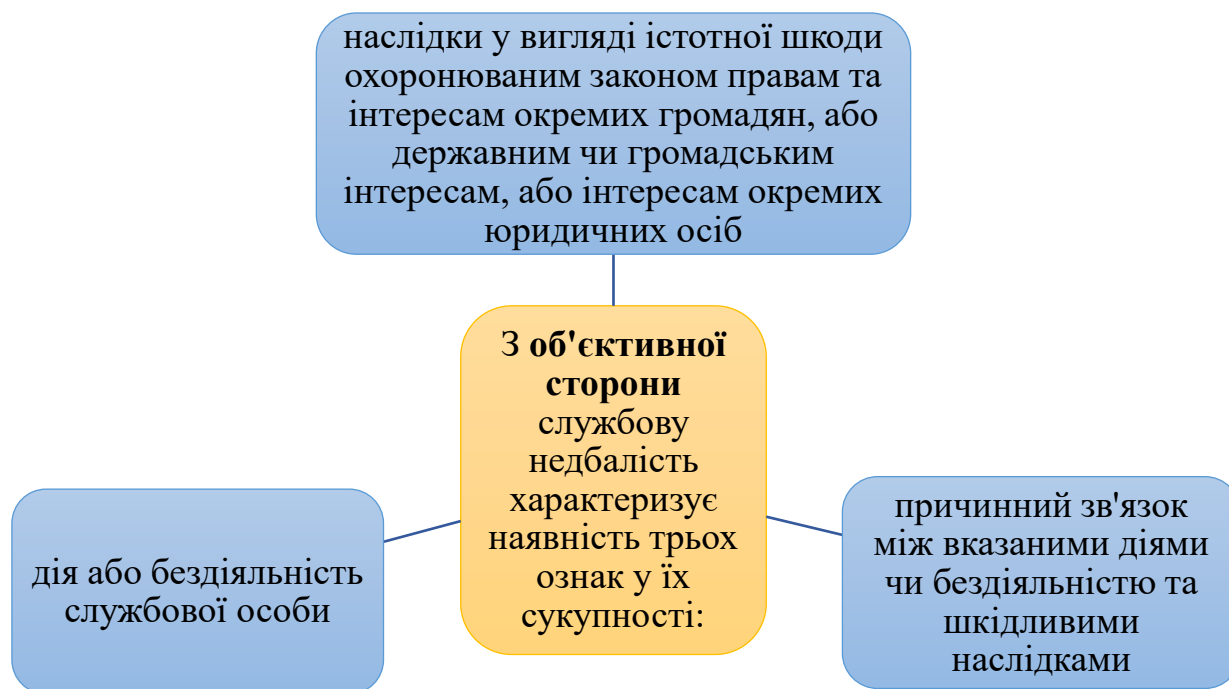 наслідки у вигляді істотної шкоди
охоронюваним законом правам та
інтересам окремих громадян, або
державним чи громадським
інтересам, або інтересам окремих
юридичних осіб
З об'єктивної
сторони
службову
недбалість
характеризує
наявність трьох
ознак у їх
сукупності:
дія або бездіяльність
службової особи
причинний зв'язок
між вказаними діями
чи бездіяльністю та
шкідливими
наслідками